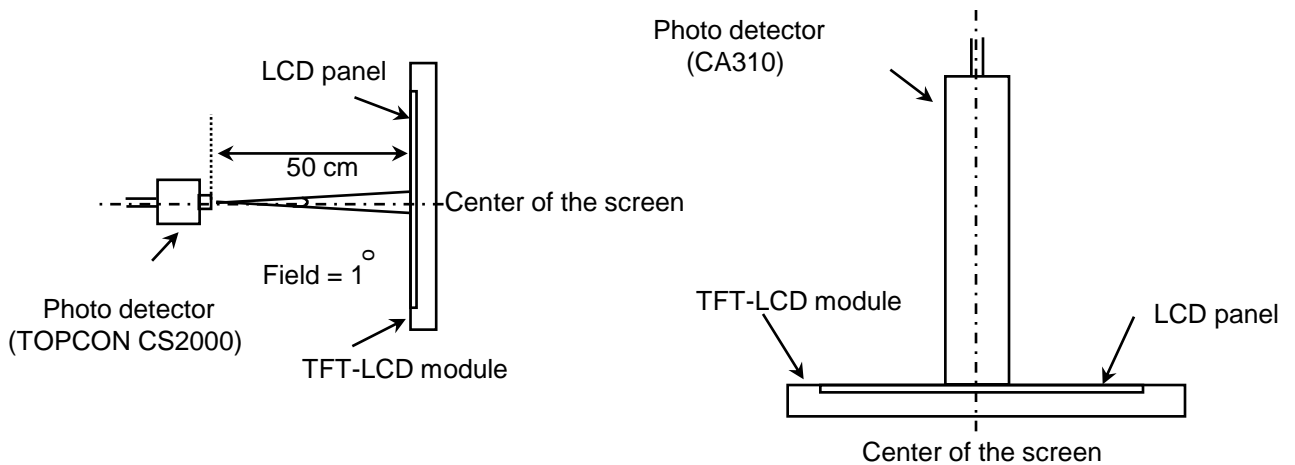 LCD panel
50 cm
Center of the screen
Field = 1°
Photo detector
(TOPCON CS2000)
TFT-LCD module
Photo detector
(CA310)
TFT-LCD module
LCD panel
Center of the screen